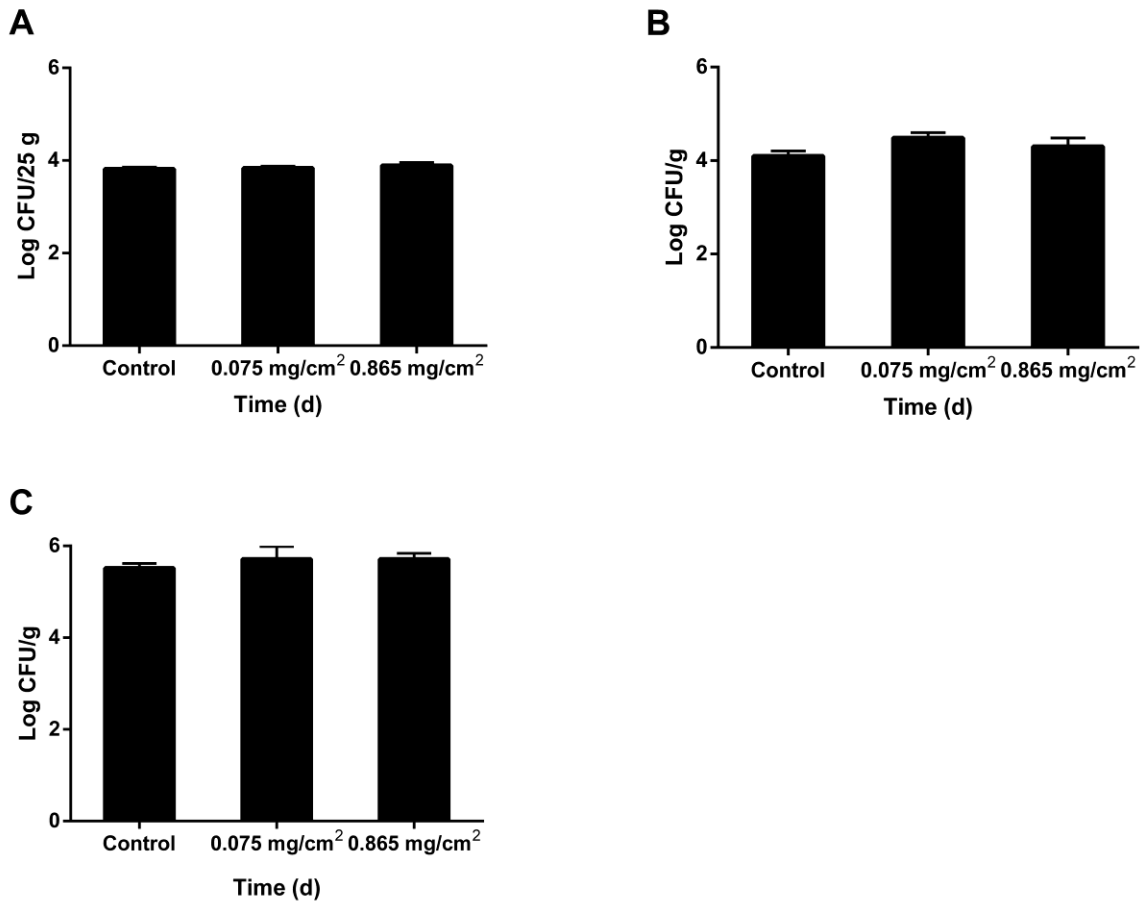 A
6
4
2
0
Log CFU/25 g
Control 0.075 mg/cm² 0.865 mg/cm²
Time (d)
B
6
4
2
0
Log CFU/g
Control 0.075 mg/cm² 0.865 mg/cm²
Time (d)
C
6
4
2
0
Log CFU/g
Control 0.075 mg/cm² 0.865 mg/cm²
Time (d)